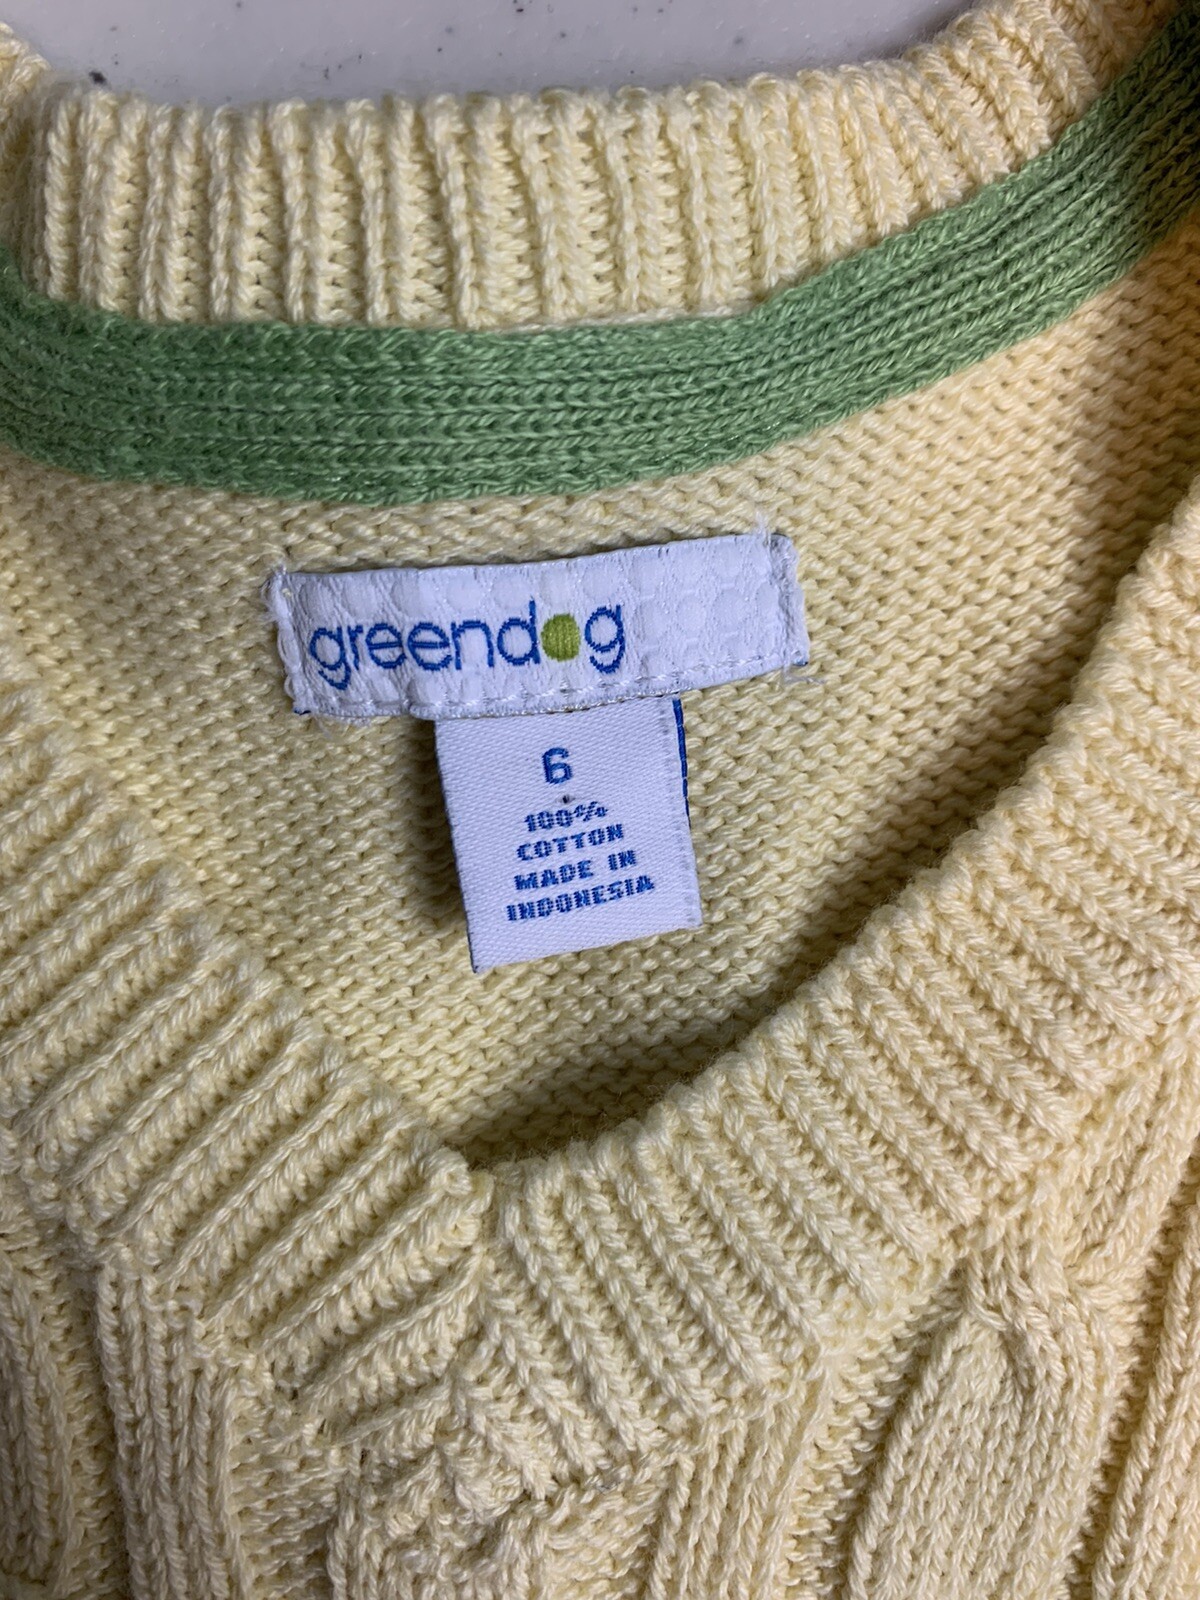 greendog
6
100%
COTTON
MADE IN
INDONESIA